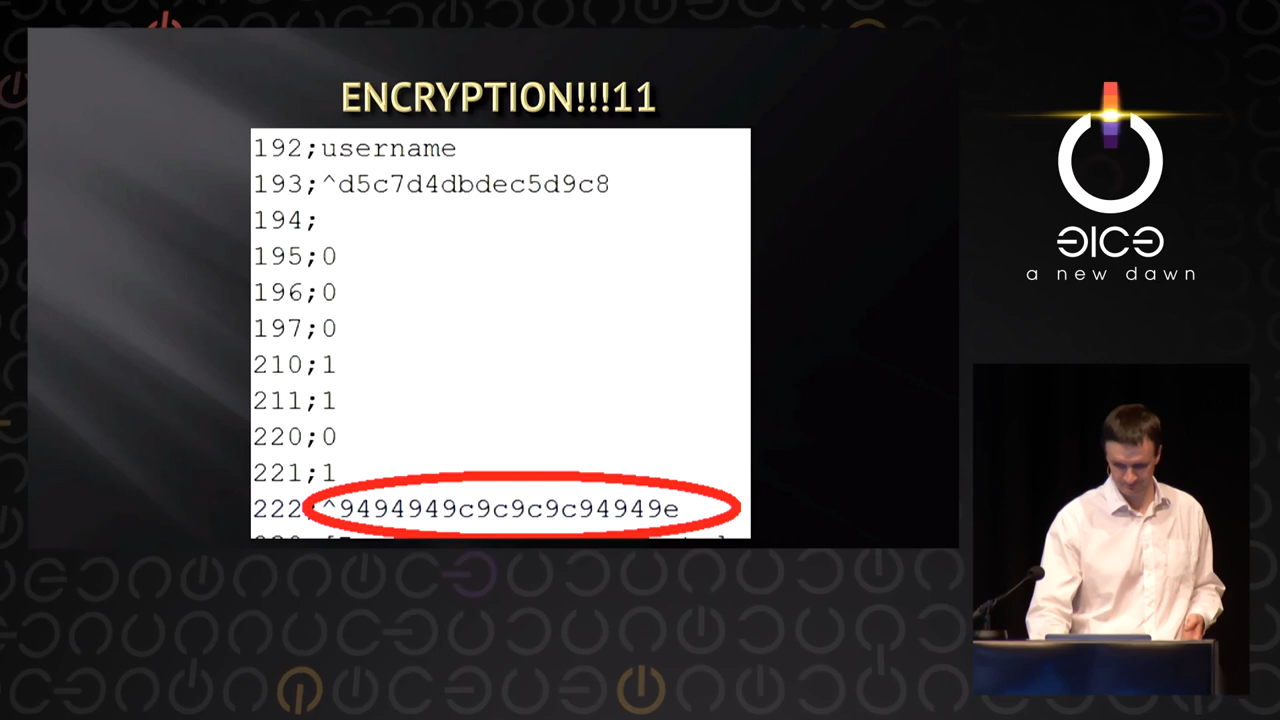 ENCRYPTION!!!11
192;username
193;^d5c7d4dbdec5d9c8
194;
195;0
196;0
197;0
210;1
211;1
220;0
221;1
222;^9494949c9c9c9c94949e
ɘICɘ
a new dawn